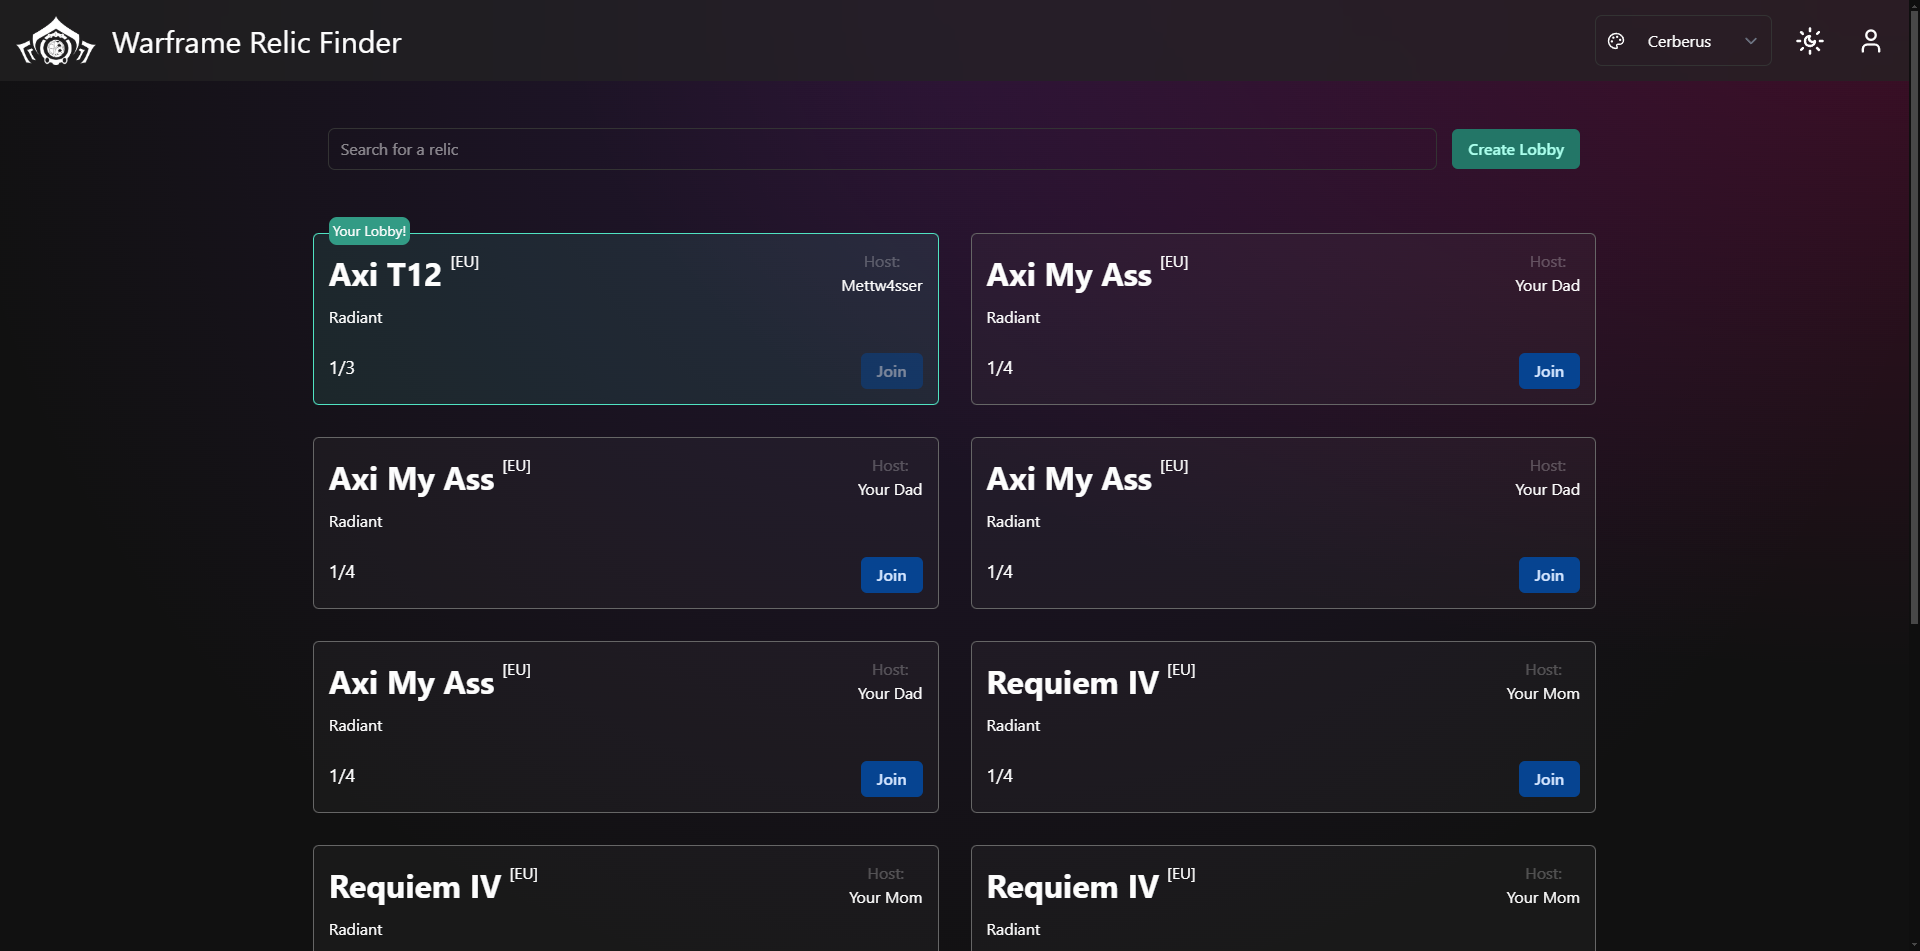 Warframe Relic Finder
Cerberus
Search for a relic
Create Lobby
Your Lobby!
Axi T12 [EU]
Host:
Mettw4sser
Radiant
1/3
Join
Axi My Ass [EU]
Host:
Your Dad
Radiant
1/4
Join
Axi My Ass [EU]
Host:
Your Dad
Radiant
1/4
Join
Axi My Ass [EU]
Host:
Your Dad
Radiant
1/4
Join
Axi My Ass [EU]
Host:
Your Dad
Radiant
1/4
Join
Requiem IV [EU]
Host:
Your Mom
Radiant
1/4
Join
Requiem IV [EU]
Host:
Your Mom
Radiant
Requiem IV [EU]
Host:
Your Mom
Radiant